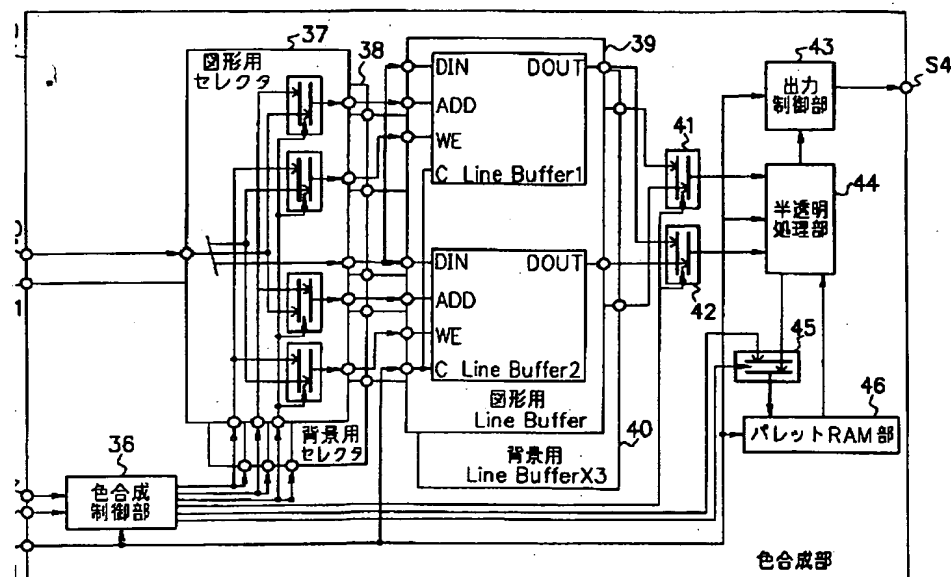 37
図形用
セレクタ
38
39
43
出力
制御部
S4
DIN
DOUT
ADD
WE
C Line Buffer1
41
44
半透明
処理部
DIN
DOUT
ADD
WE
C Line Buffer2
42
45
図形用
Line Buffer
46
パレットRAM部
背景用
セレクタ
40
背景用
Line BufferX3
36
色合成
制御部
色合成部